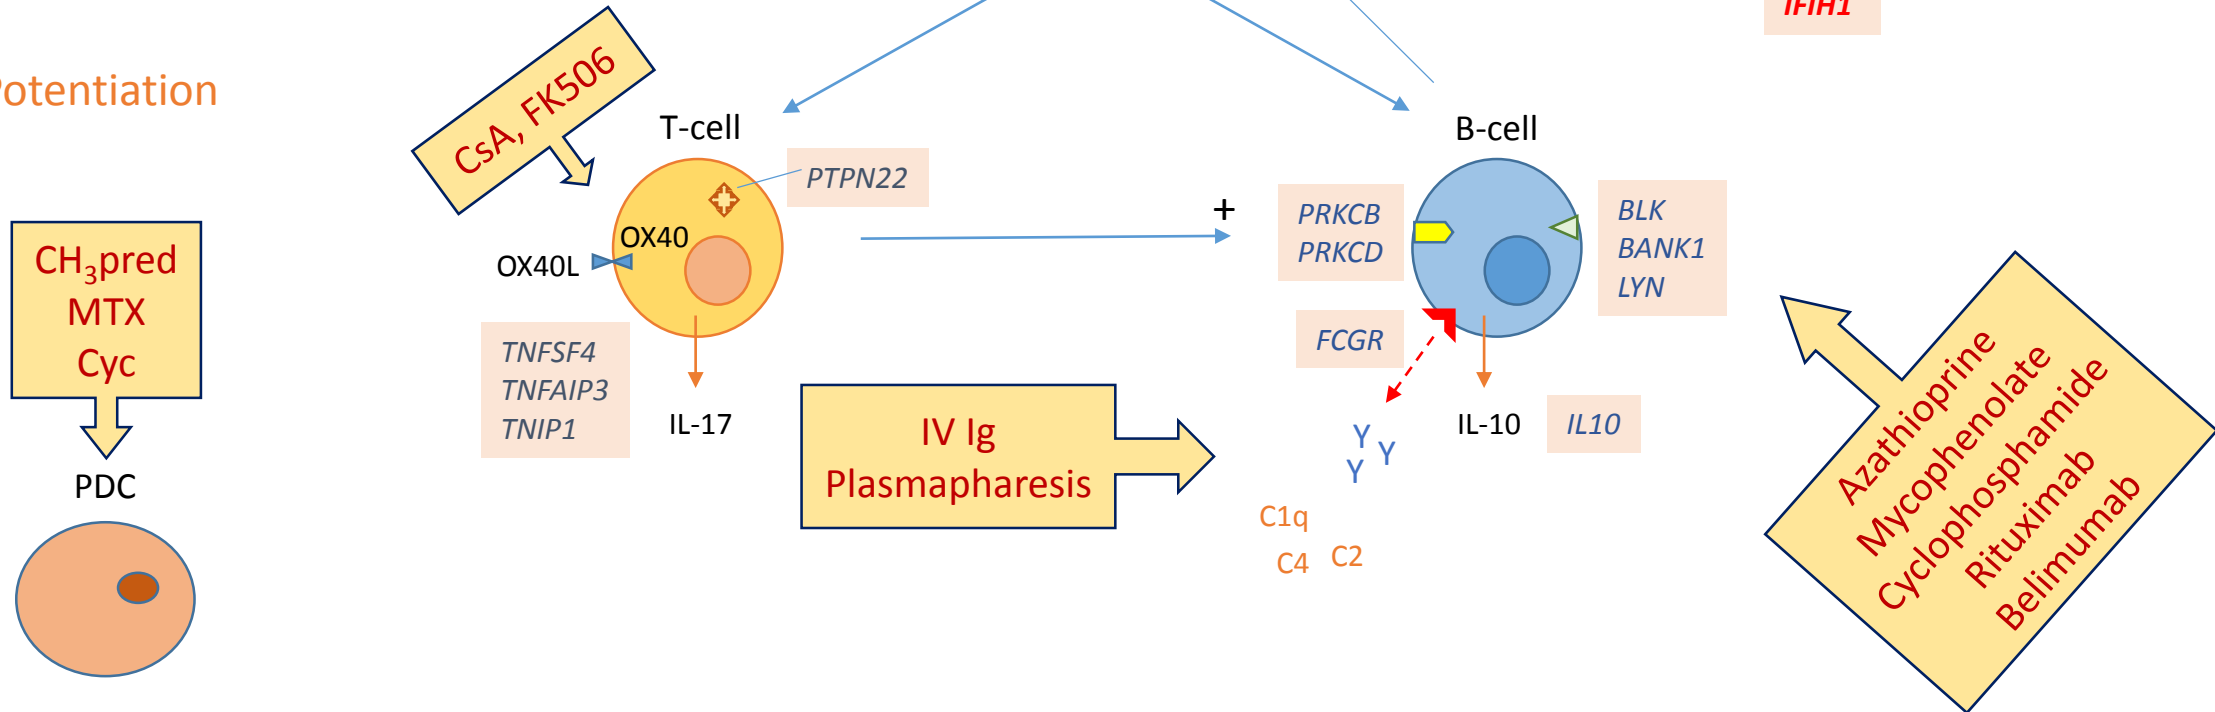 IFIH1
Potentiation
CsA, FK506
T-cell
PTPN22
OX40
OX40L
TNFSF4
TNFAIP3
TNIP1
IL-17
CH₃pred
MTX
Cyc
PDC
+
B-cell
PRKCB
PRKCD
BLK
BANK1
LYN
FCGR
IL-10
IL10
IV Ig
Plasmapharesis
Y
Y
Y
C1q
C4
C2
Azathioprine
Mycophenolate
Cyclophosphamide
Rituximab
Belimumab